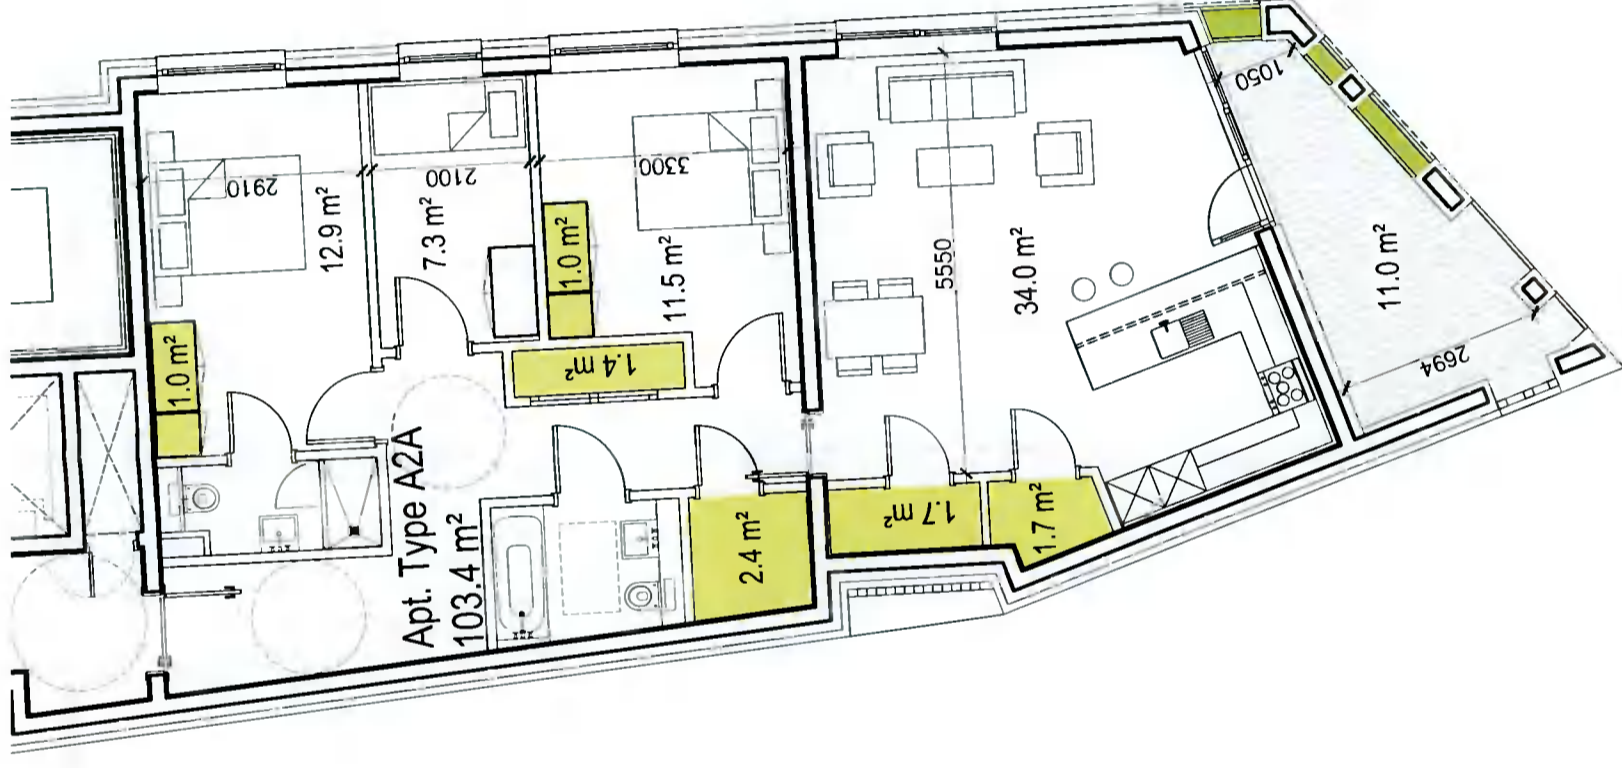 2910
2100
3300
1050
12.9 m²
7.3 m²
1.0 m²
11.5 m²
5550
34.0 m²
11.0 m²
1.0 m²
1.4 m²
2694
Apt. Type A2A
103.4 m²
2.4 m²
1.7 m²
1.7 m²